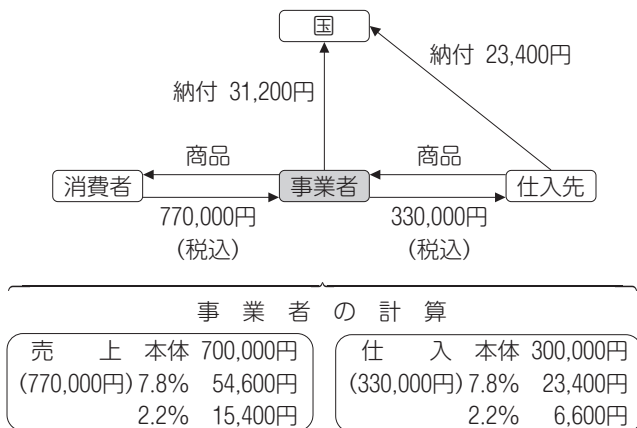 国
納付 31,200円
納付 23,400円
商品
商品
消費者
事業者
仕入先
770,000円
(税込)
330,000円
(税込)
事業者の計算
売上 本体 700,000円
(770,000円) 7.8% 54,600円
2.2% 15,400円
仕入 本体 300,000円
(330,000円) 7.8% 23,400円
2.2% 6,600円